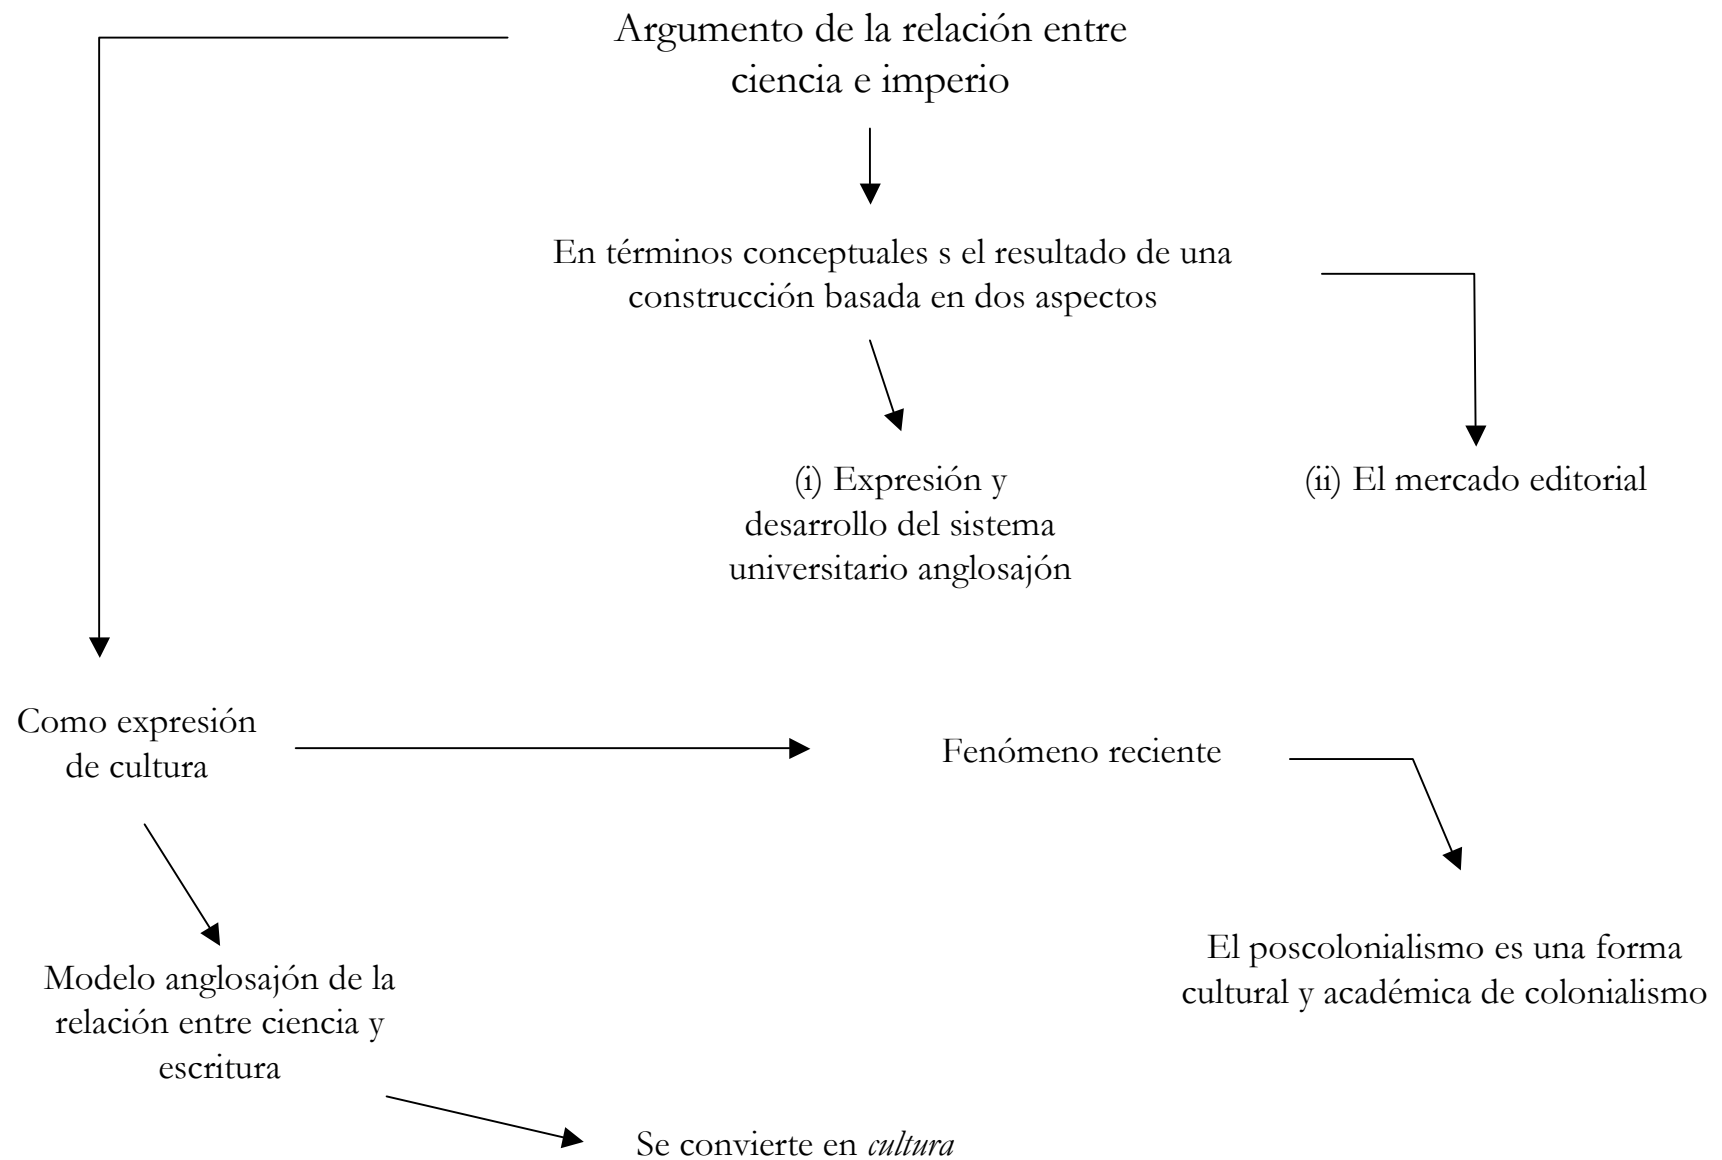 Argumento de la relación entre
ciencia e imperio
En términos conceptuales s el resultado de una
construcción basada en dos aspectos
(i) Expresión y
desarrollo del sistema
universitario anglosajón
(ii) El mercado editorial
Como expresión
de cultura
Fenómeno reciente
El poscolonialismo es una forma
cultural y académica de colonialismo
Modelo anglosajón de la
relación entre ciencia y
escritura
Se convierte en cultura